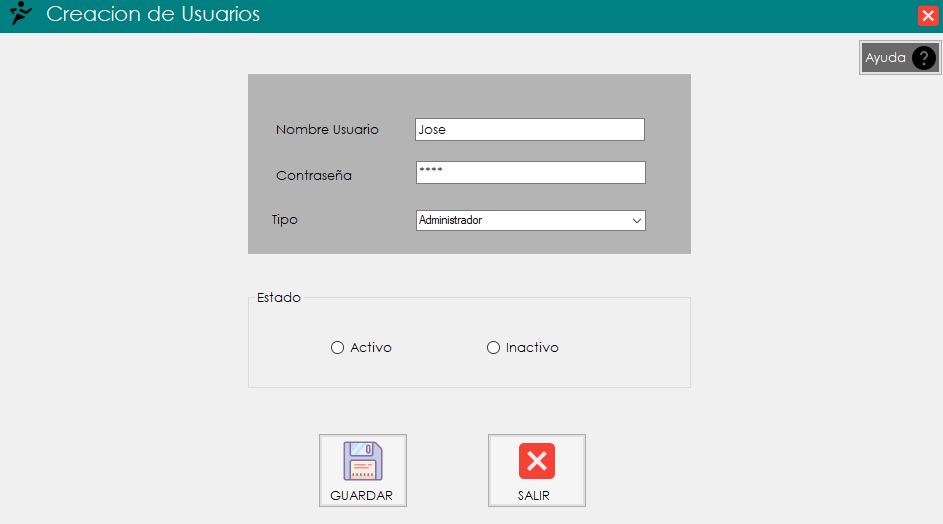 Creacion de Usuarios
Ayuda ?
Nombre Usuario Jose
Contraseña ****
Tipo Administrador
Estado
Activo Inactivo
GUARDAR SALIR